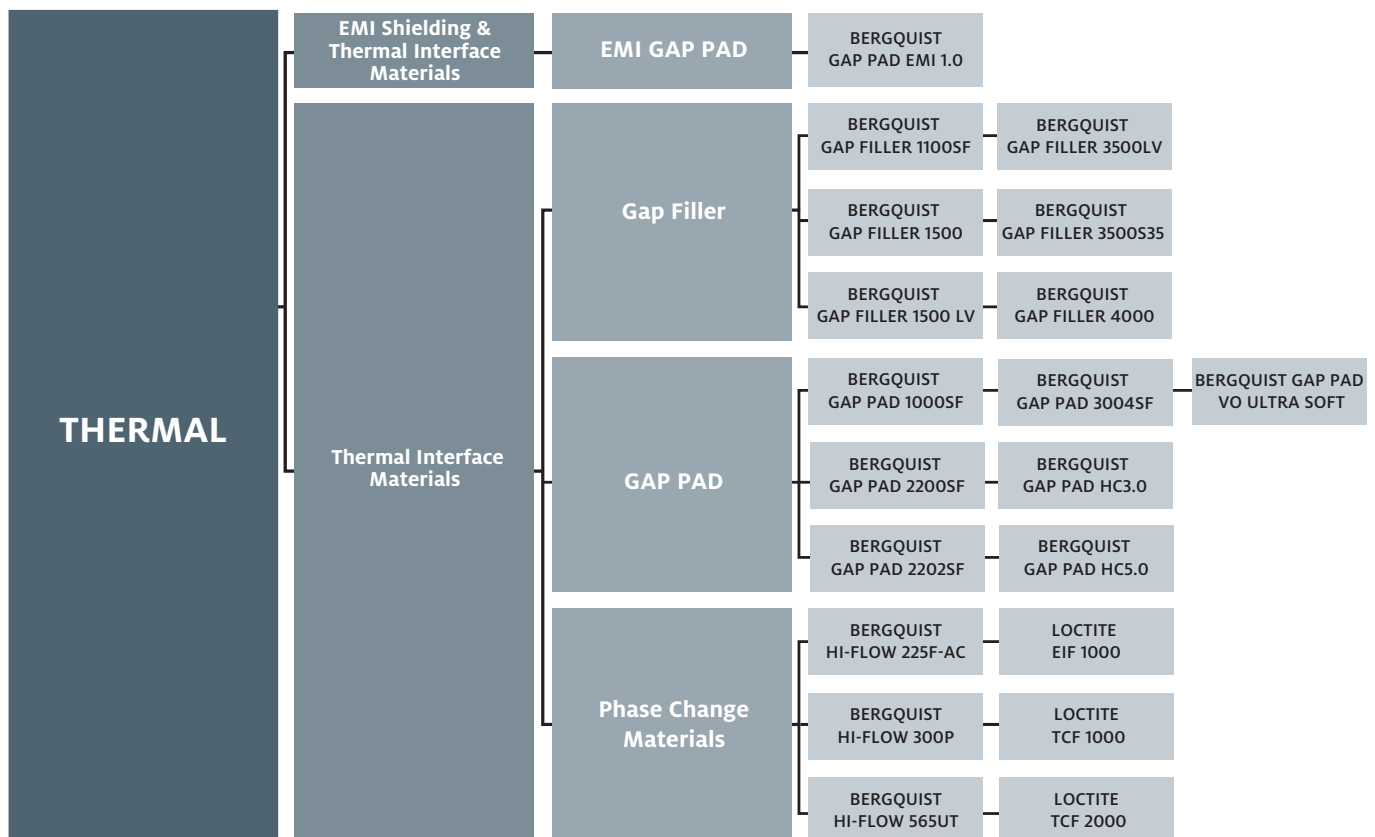 THERMAL
EMI Shielding &
Thermal Interface
Materials
EMI GAP PAD
BERGQUIST
GAP PAD EMI 1.0
Thermal Interface
Materials
Gap Filler
BERGQUIST
GAP FILLER 1100SF
BERGQUIST
GAP FILLER 3500LV
BERGQUIST
GAP FILLER 1500
BERGQUIST
GAP FILLER 3500S35
BERGQUIST
GAP FILLER 1500 LV
BERGQUIST
GAP FILLER 4000
GAP PAD
BERGQUIST
GAP PAD 1000SF
BERGQUIST
GAP PAD 3004SF
BERGQUIST GAP PAD
VO ULTRA SOFT
BERGQUIST
GAP PAD 2200SF
BERGQUIST
GAP PAD HC3.0
BERGQUIST
GAP PAD 2202SF
BERGQUIST
GAP PAD HC5.0
Phase Change
Materials
BERGQUIST
HI-FLOW 225F-AC
LOCTITE
EIF 1000
BERGQUIST
HI-FLOW 300P
LOCTITE
TCF 1000
BERGQUIST
HI-FLOW 565UT
LOCTITE
TCF 2000